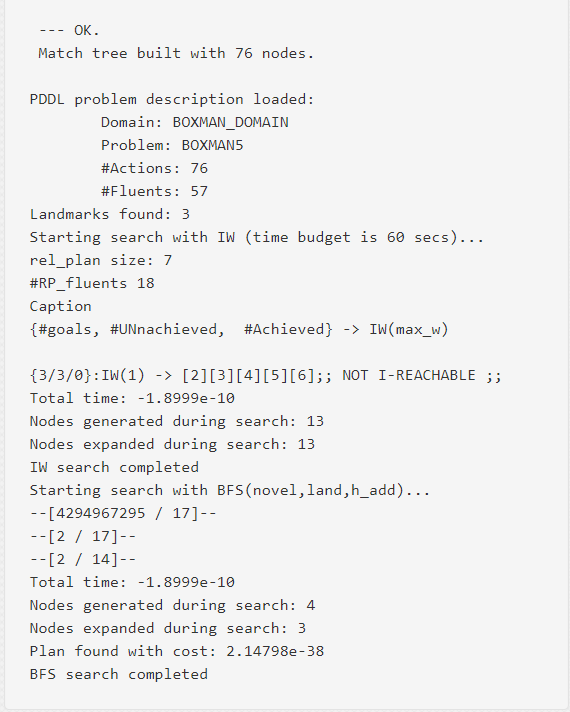 --- OK.
Match tree built with 76 nodes.
PDDL problem description loaded:
Domain: BOXMAN_DOMAIN
Problem: BOXMAN5
#Actions: 76
#Fluents: 57
Landmarks found: 3
Starting search with IW (time budget is 60 secs)...
rel_plan size: 7
#RP_fluents 18
Caption
{#goals, #UNnachieved,  #Achieved} -> IW(max_w)
{3/3/0}:IW(1) -> [2][3][4][5][6];; NOT I-REACHABLE ;;
Total time: -1.8999e-10
Nodes generated during search: 13
Nodes expanded during search: 13
IW search completed
Starting search with BFS(novel,land,h_add)...
--[4294967295 / 17]--
--[2 / 17]--
--[2 / 14]--
Total time: -1.8999e-10
Nodes generated during search: 4
Nodes expanded during search: 3
Plan found with cost: 2.14798e-38
BFS search completed